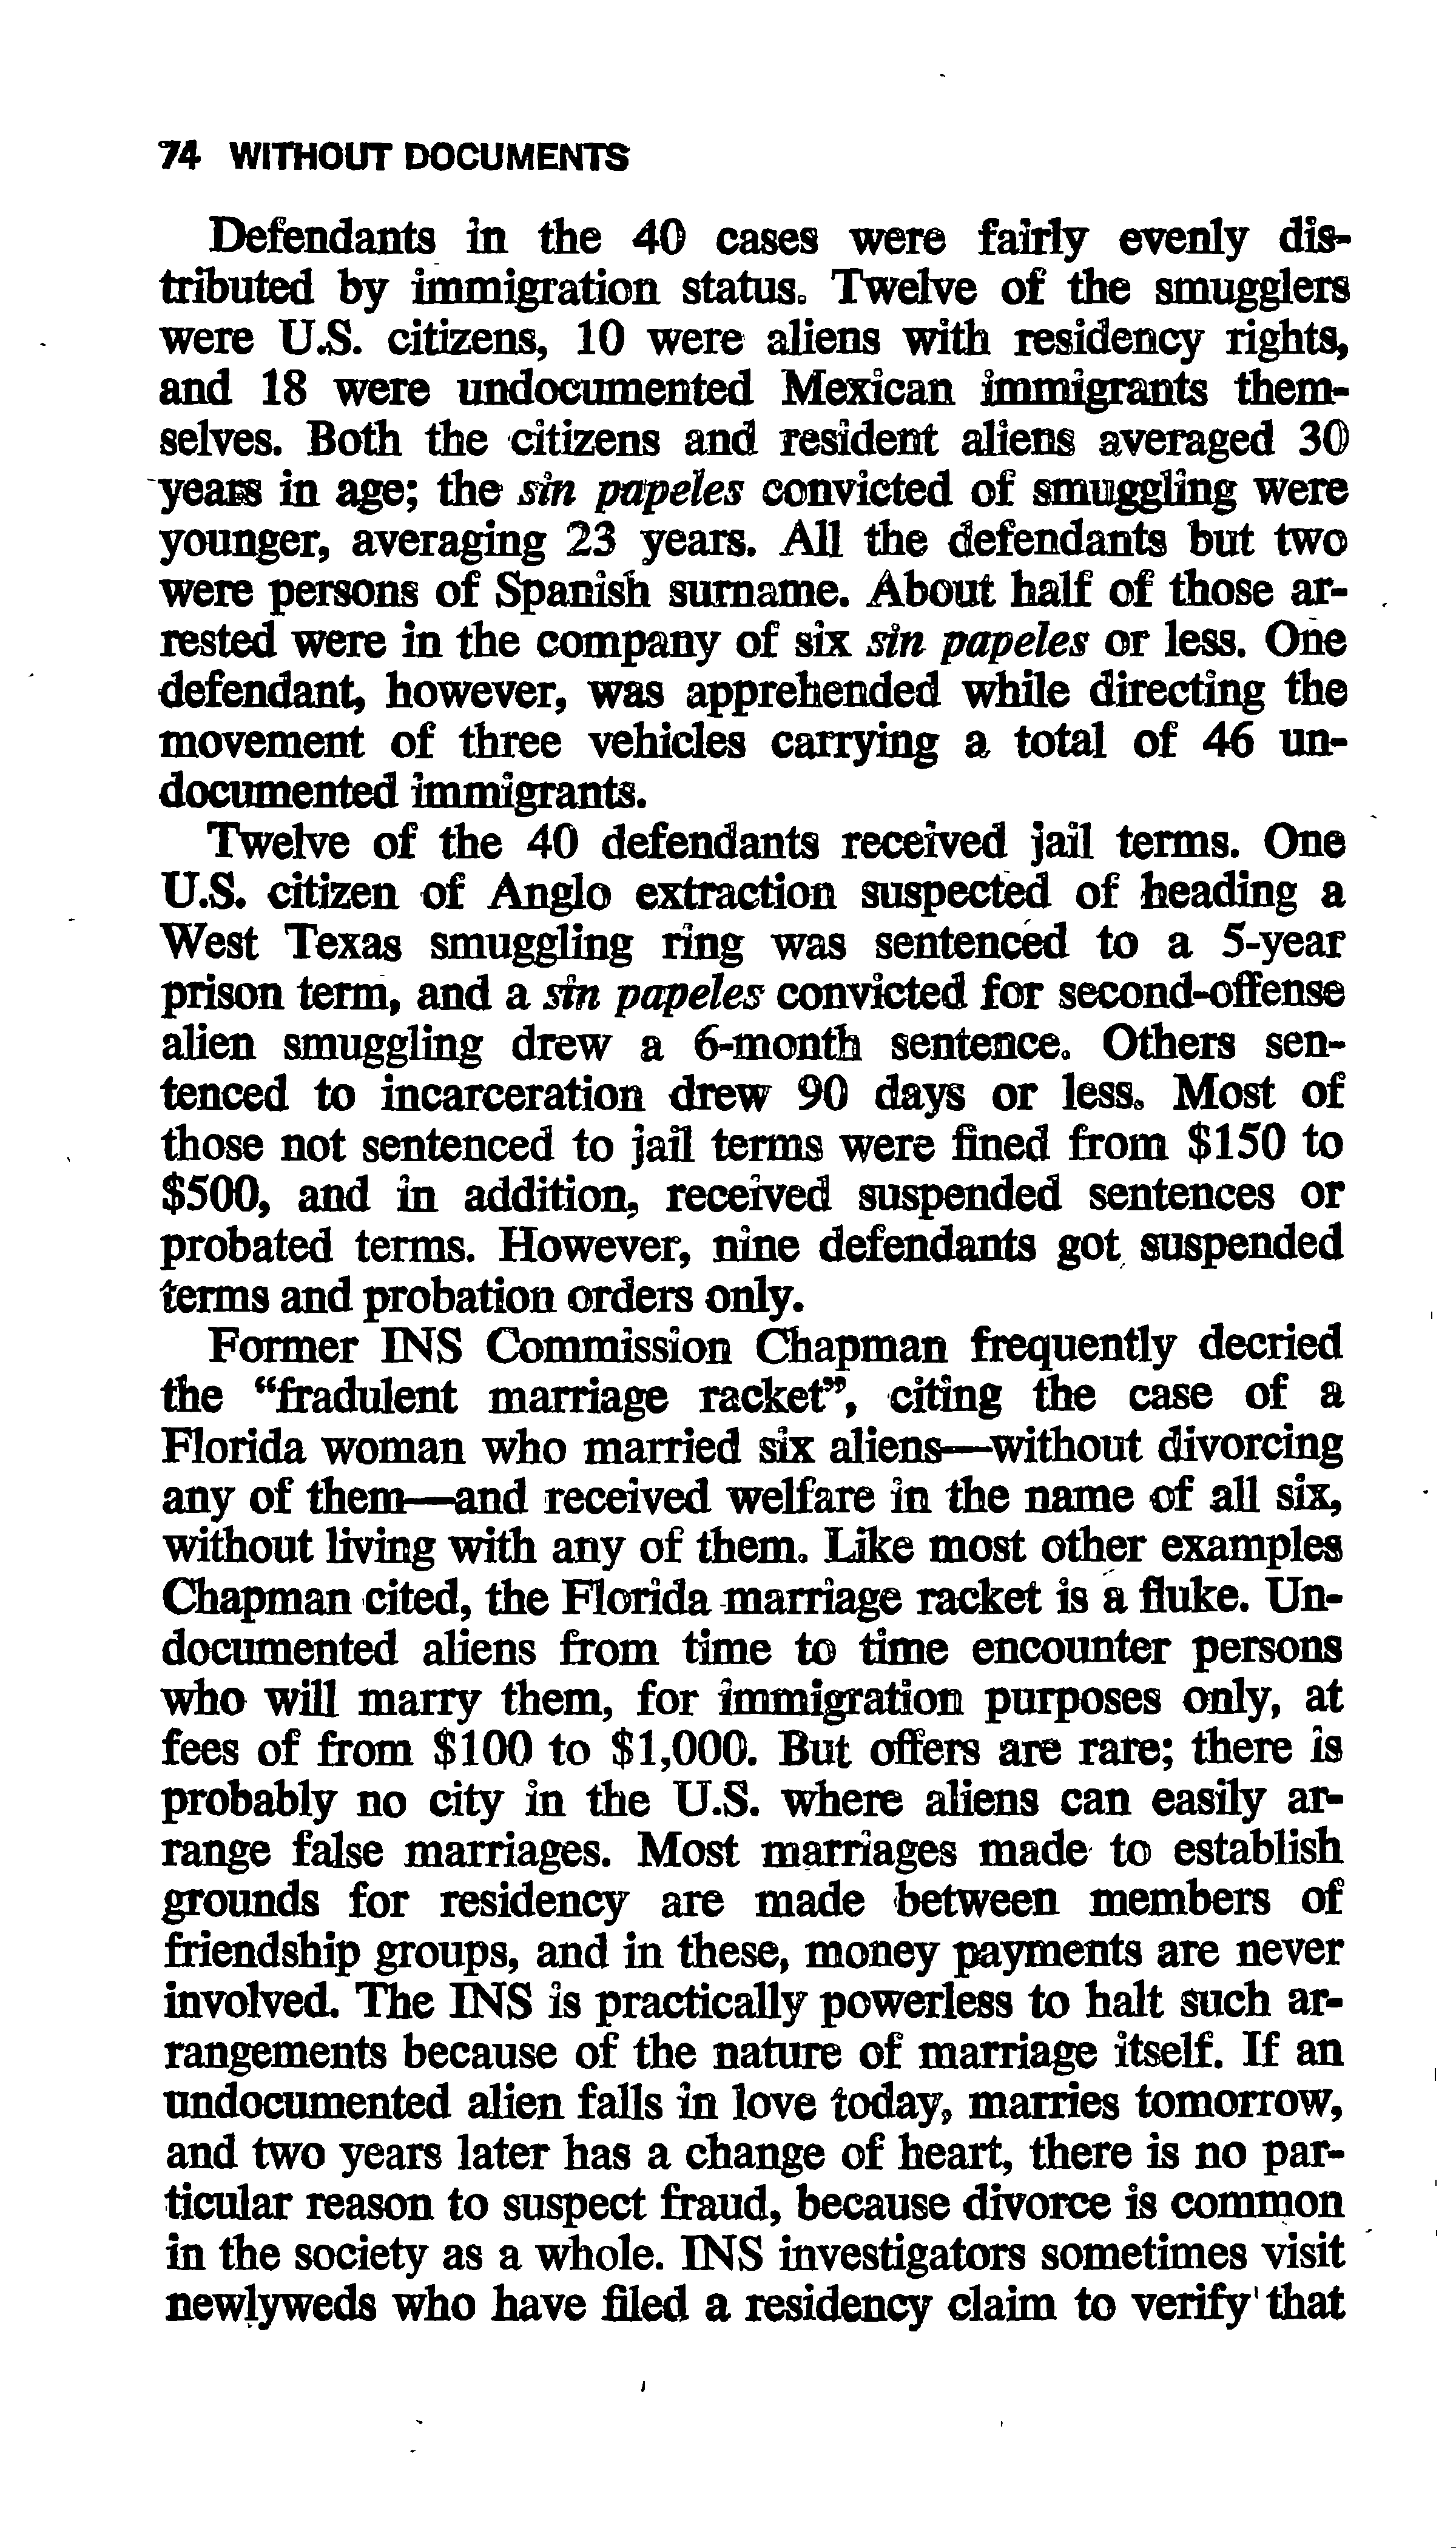 74 WITHOUT DOCUMENTS
Defendants in the 40 cases were fairly evenly dis-
tributed by immigration status. Twelve of the smugglers
were U.S. citizens, 10 were aliens with residency rights,
and 18 were undocumented Mexican immigrants them-
selves. Both the citizens and resident aliens averaged 30
years in age; the sin papeles convicted of smuggling were
younger, averaging 23 years. All the defendants but two
were persons of Spanish surname. About half of those ar-
rested were in the company of six sin papeles or less. One
defendant, however, was apprehended while directing the
movement of three vehicles carrying a total of 46 un-
documented immigrants.
Twelve of the 40 defendants received jail terms. One
U.S. citizen of Anglo extraction suspected of heading a
West Texas smuggling ring was sentenced to a 5-year
prison term, and a sin papeles convicted for second-offense
alien smuggling drew a 6-month sentence. Others sen-
tenced to incarceration drew 90 days or less. Most of
those not sentenced to jail terms were fined from $150 to
$500, and in addition, received suspended sentences or
probated terms. However, nine defendants got suspended
terms and probation orders only.
Former INS Commission Chapman frequently decried
the “fradulent marriage racket”, citing the case of a
Florida woman who married six aliens—without divorcing
any of them—and received welfare in the name of all six,
without living with any of them. Like most other examples
Chapman cited, the Florida marriage racket is a fluke. Un-
documented aliens from time to time encounter persons
who will marry them, for immigration purposes only, at
fees of from $100 to $1,000. But offers are rare; there is
probably no city in the U.S. where aliens can easily ar-
range false marriages. Most marriages made to establish
grounds for residency are made between members of
friendship groups, and in these, money payments are never
involved. The INS is practically powerless to halt such ar-
rangements because of the nature of marriage itself. If an
undocumented alien falls in love today, marries tomorrow,
and two years later has a change of heart, there is no par-
ticular reason to suspect fraud, because divorce is common
in the society as a whole. INS investigators sometimes visit
newlyweds who have filed a residency claim to verify that